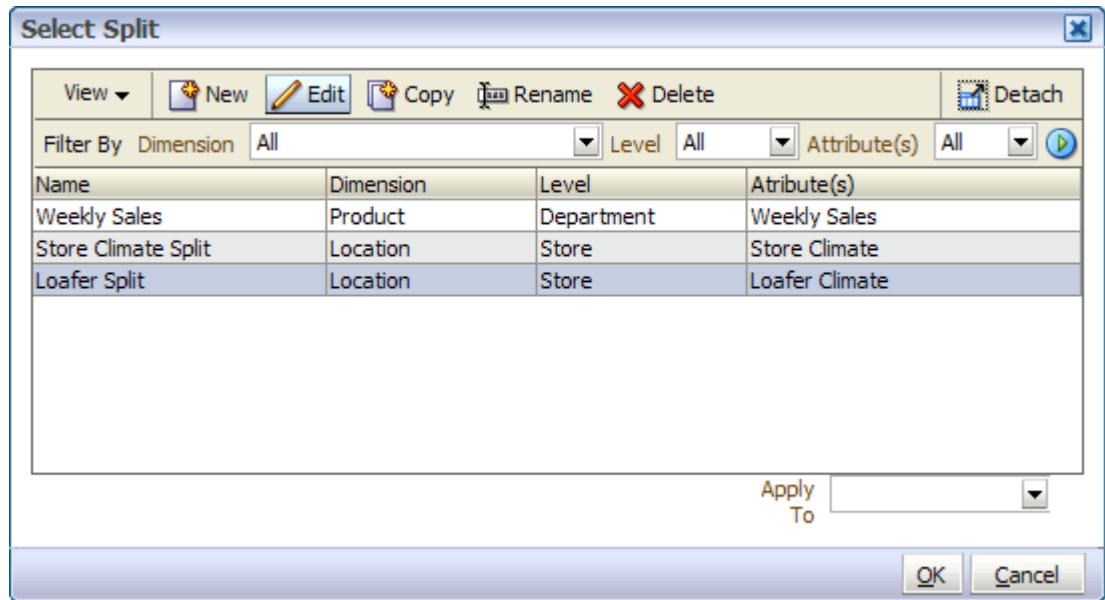 Select Split
View New Edit Copy Rename Delete Detach
Filter By Dimension All Level All Attribute(s) All
Name Dimension Level Atribute(s)
Weekly Sales Product Department Weekly Sales
Store Climate Split Location Store Store Climate
Loafer Split Location Store Loafer Climate
Apply
To
OK Cancel